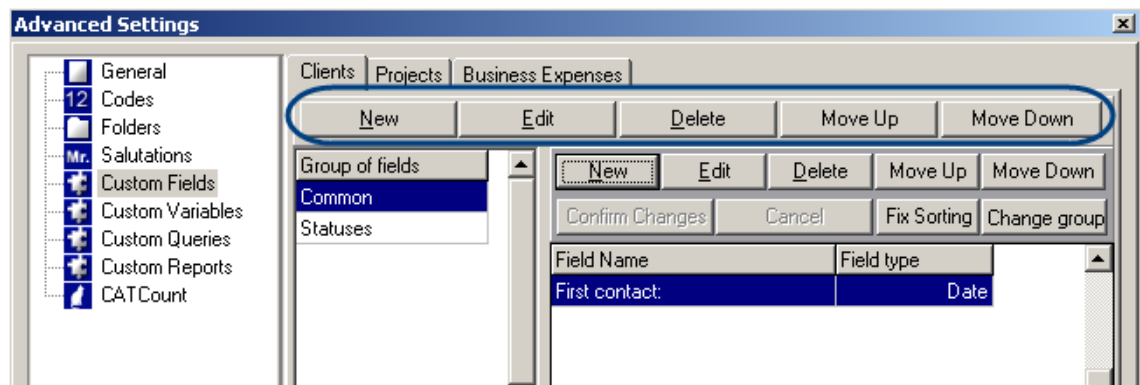 Advanced Settings
General
12 Codes
Folders
Mr. Salutations
Custom Fields
Custom Variables
Custom Queries
Custom Reports
CATCount
Clients Projects Business Expenses
New Edit Delete Move Up Move Down
Group of fields
Common
Statuses
New Edit Delete Move Up Move Down
Confirm Changes Cancel Fix Sorting Change group
Field Name Field type
First contact: Date